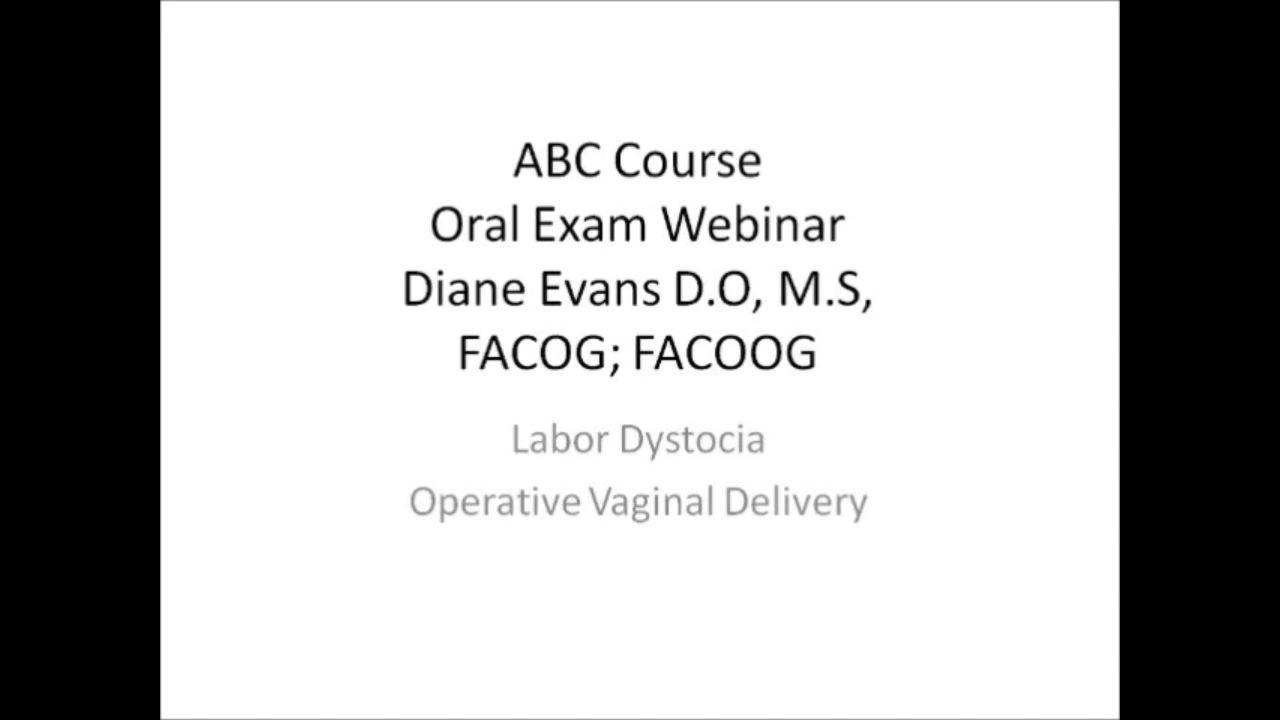 ABC Course
Oral Exam Webinar
Diane Evans D.O, M.S,
FACOG; FACOOG
Labor Dystocia
Operative Vaginal Delivery